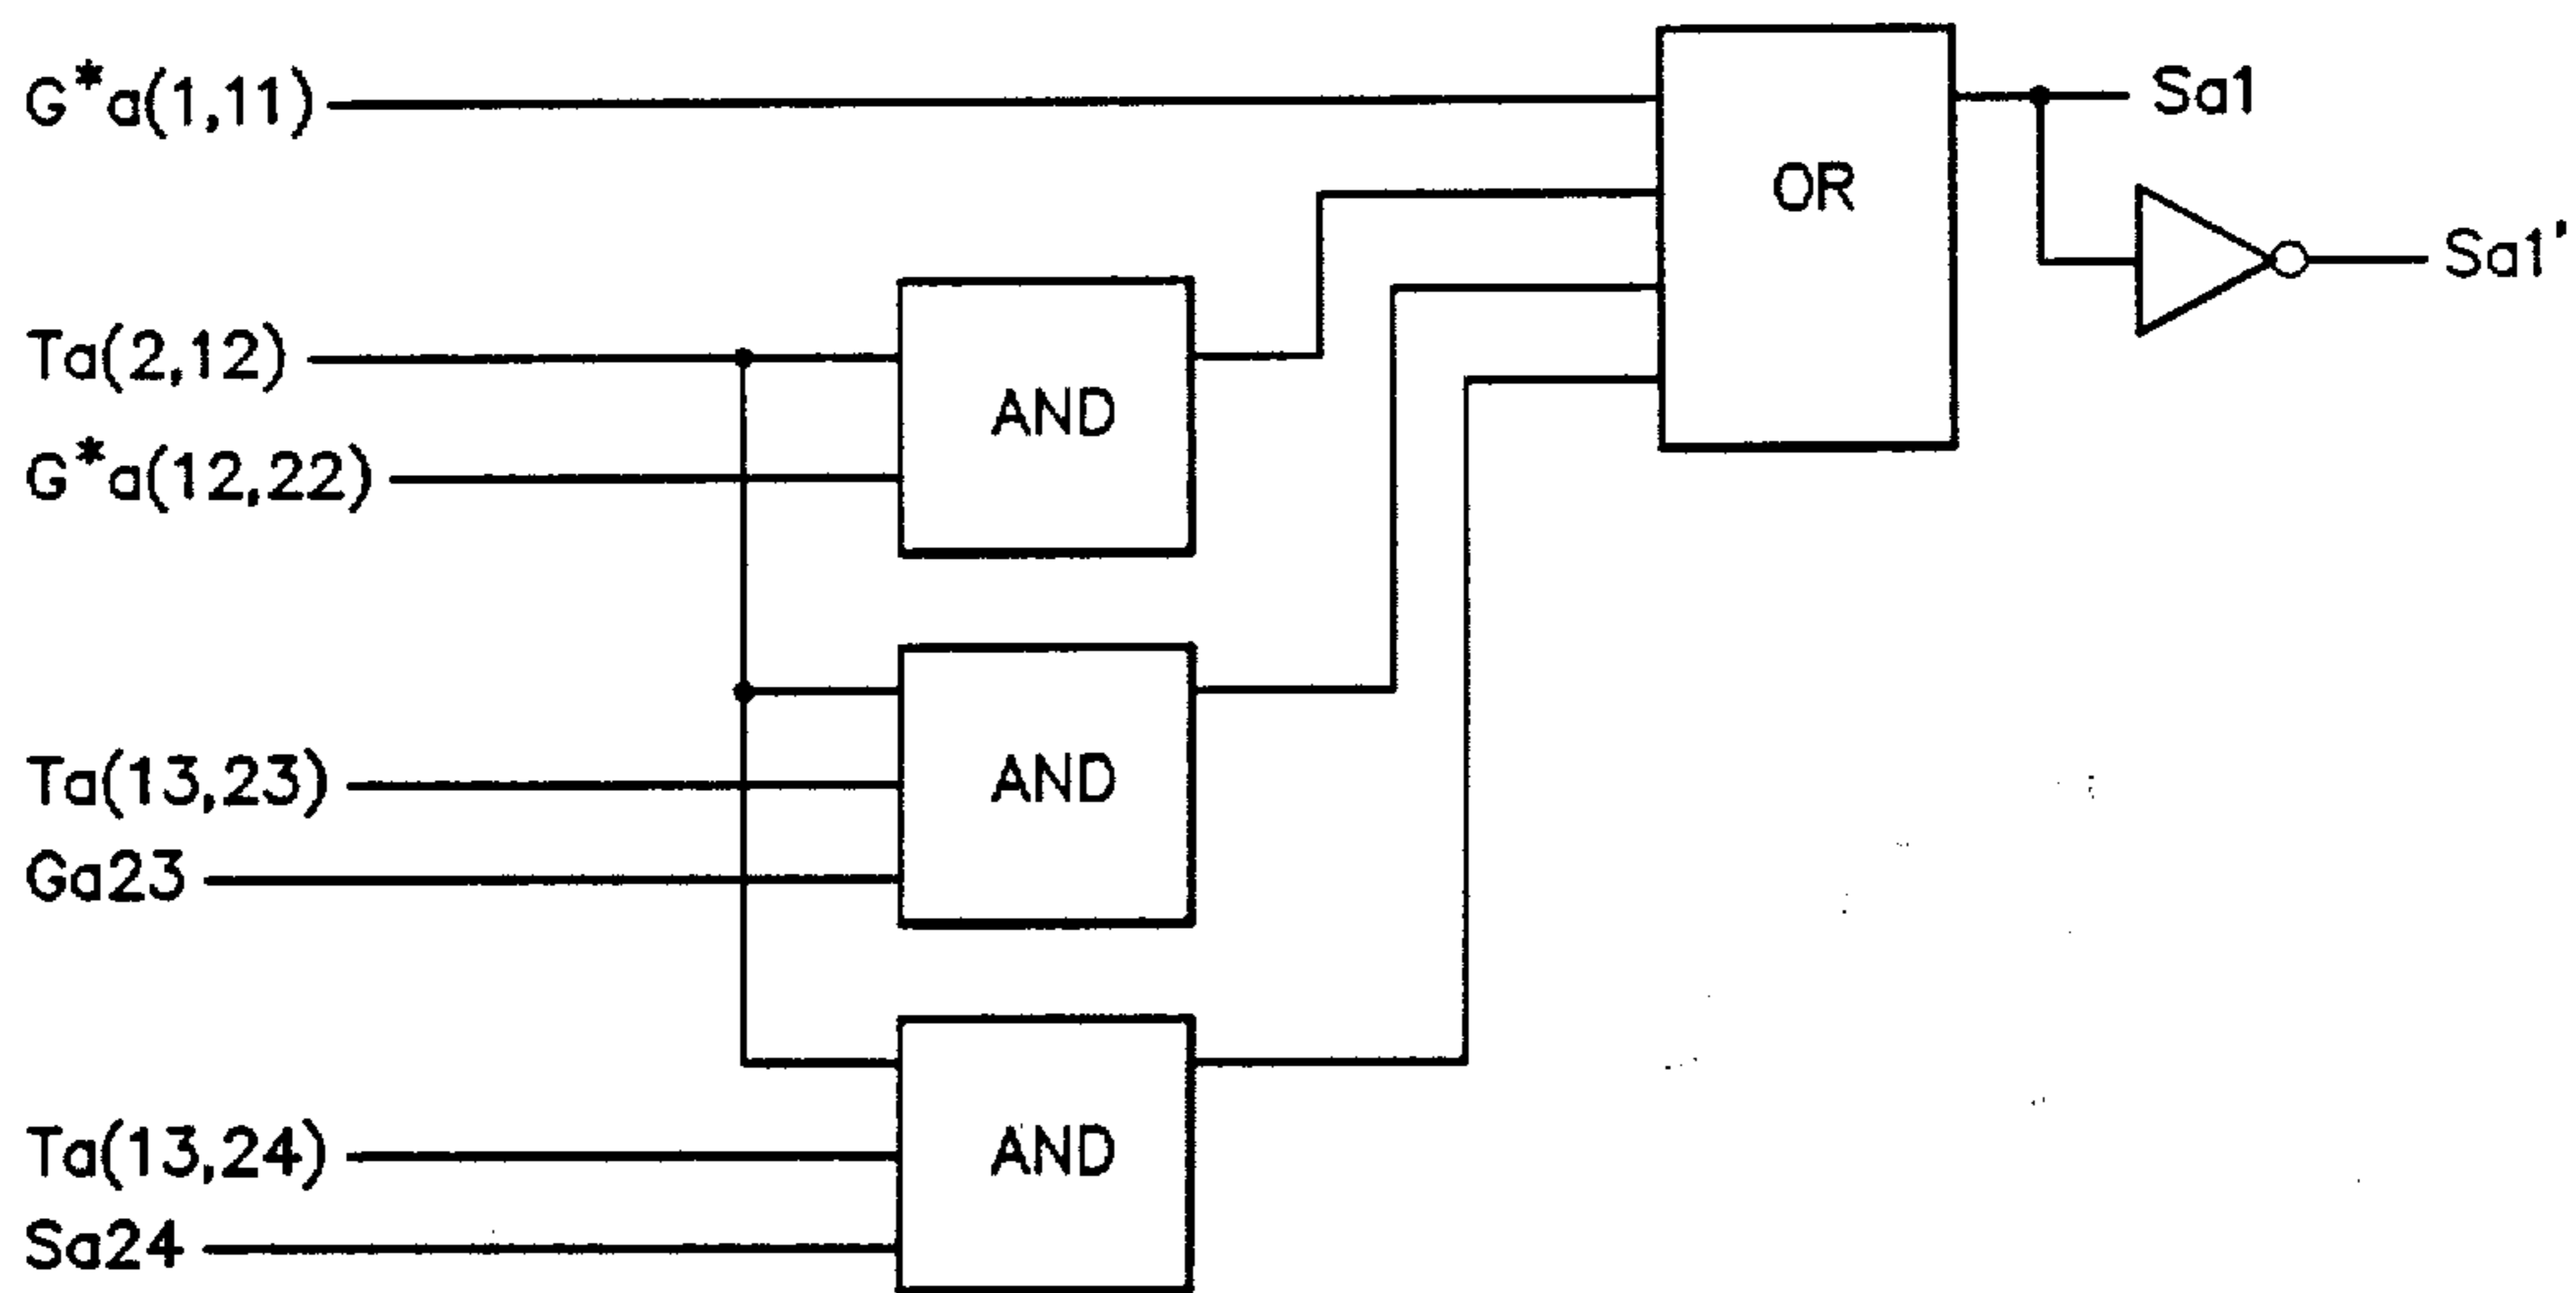 G*a(1,11)
Sa1
OR
Sa1'
Ta(2,12)
AND
G*a(12,22)
Ta(13,23)
AND
Ga23
Ta(13,24)
AND
Sa24